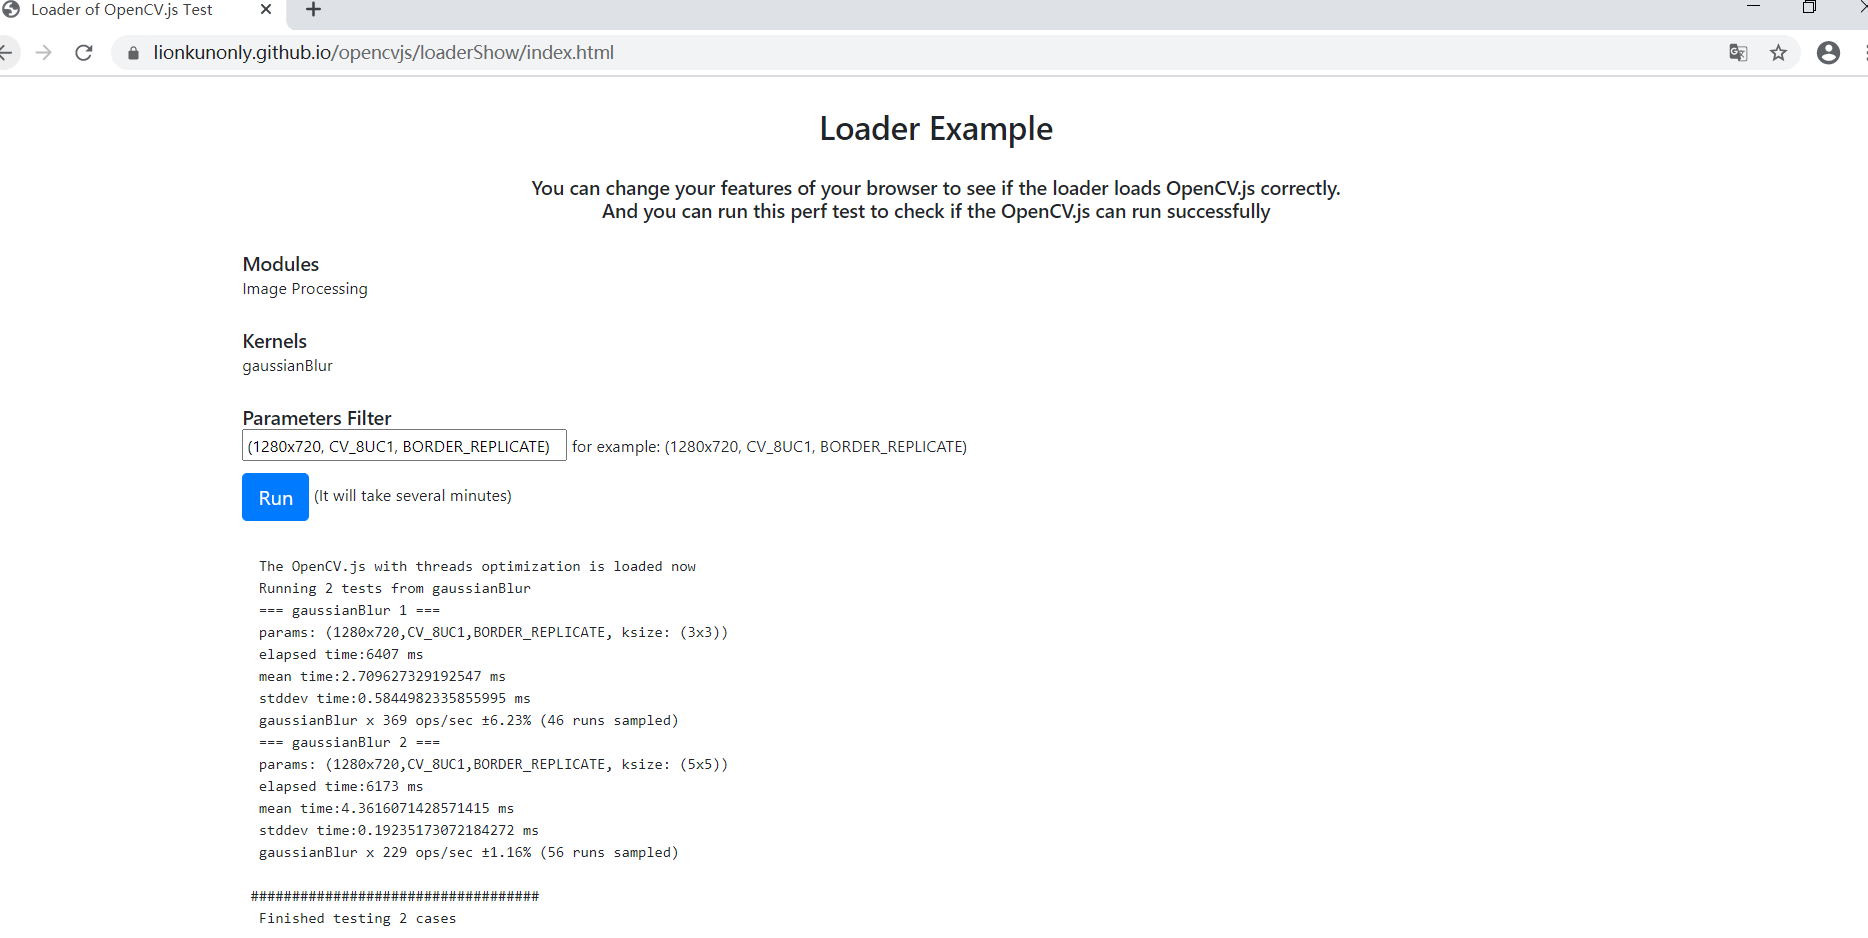 Loader of OpenCV.js Test
lionkunonly.github.io/opencvjs/loaderShow/index.html
Loader Example
You can change your features of your browser to see if the loader loads OpenCV.js correctly.
And you can run this perf test to check if the OpenCV.js can run successfully
Modules
Image Processing
Kernels
gaussianBlur
Parameters Filter
(1280x720, CV_8UC1, BORDER_REPLICATE) for example: (1280x720, CV_8UC1, BORDER_REPLICATE)
Run (It will take several minutes)
The OpenCV.js with threads optimization is loaded now
Running 2 tests from gaussianBlur
=== gaussianBlur 1 ===
params: (1280x720,CV_8UC1,BORDER_REPLICATE, ksize: (3x3))
elapsed time:6407 ms
mean time:2.709627329192547 ms
stddev time:0.5844982335855995 ms
gaussianBlur x 369 ops/sec ±6.23% (46 runs sampled)
=== gaussianBlur 2 ===
params: (1280x720,CV_8UC1,BORDER_REPLICATE, ksize: (5x5))
elapsed time:6173 ms
mean time:4.3616071428571415 ms
stddev time:0.19235173072184272 ms
gaussianBlur x 229 ops/sec ±1.16% (56 runs sampled)
###################################
Finished testing 2 cases